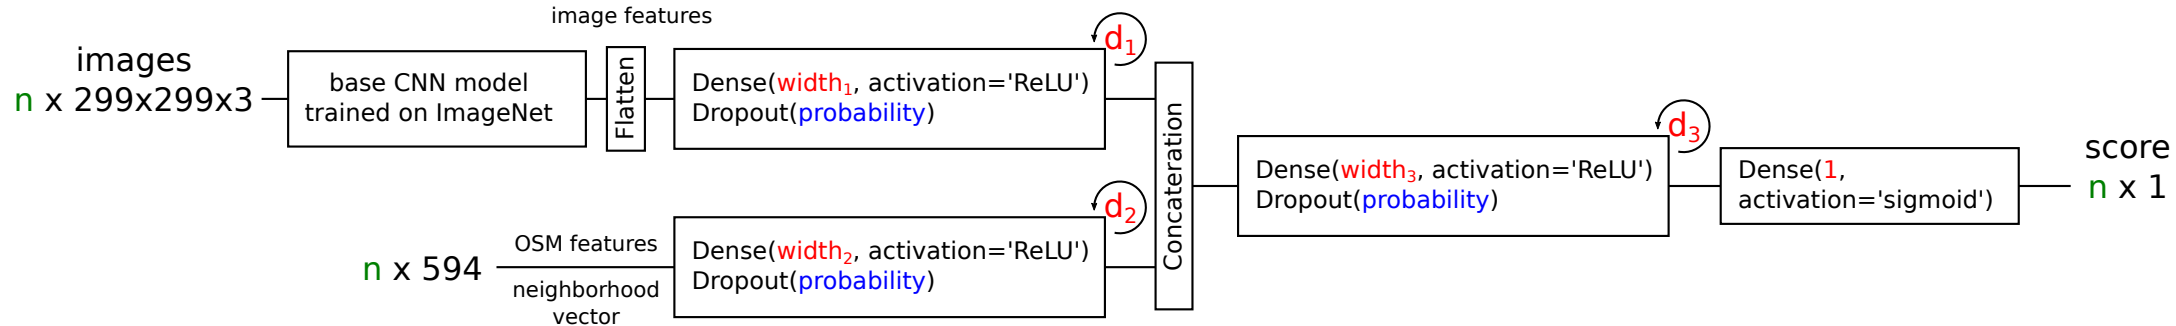 image features
images
n x 299x299x3
base CNN model
trained on ImageNet
Flatten
Dense(width₁, activation='ReLU')
Dropout(probability)
d₁
OSM features
n x 594
neighborhood
vector
Dense(width₂, activation='ReLU')
Dropout(probability)
d₂
Concateration
Dense(width₃, activation='ReLU')
Dropout(probability)
d₃
Dense(1,
activation='sigmoid')
score
n x 1